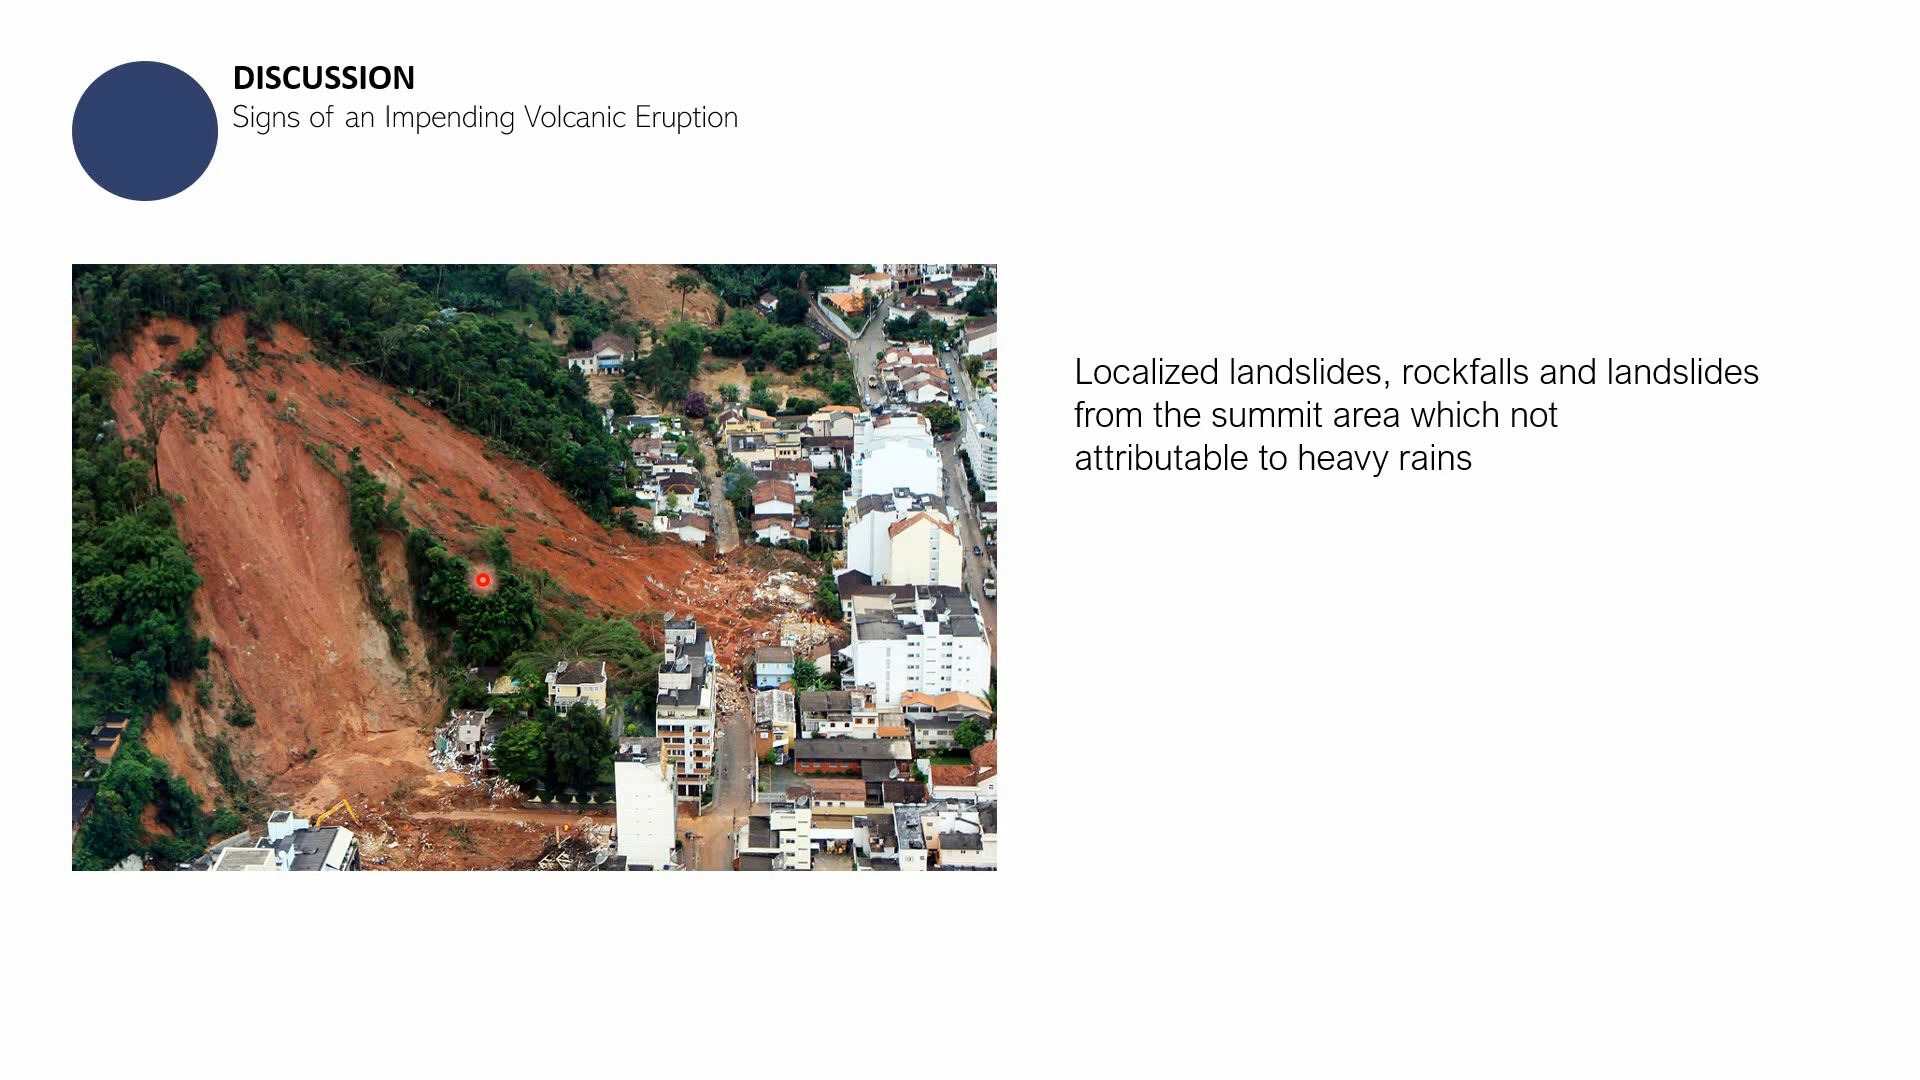 DISCUSSION
Signs of an Impending Volcanic Eruption
Localized landslides, rockfalls and landslides
from the summit area which not
attributable to heavy rains